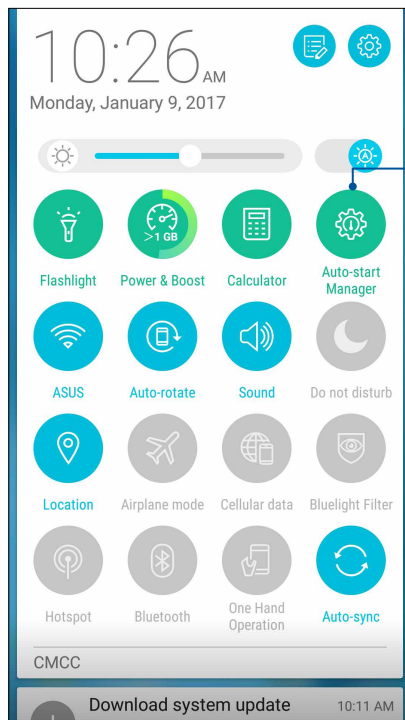 10:26 AM
Monday, January 9, 2017
A
>1 GB
Flashlight
Power & Boost
Calculator
Auto-start
Manager
ASUS
Auto-rotate
Sound
Do not disturb
Location
Airplane mode
Cellular data
Bluelight Filter
Hotspot
Bluetooth
One Hand
Operation
Auto-sync
CMCC
Download system update 10:11 AM